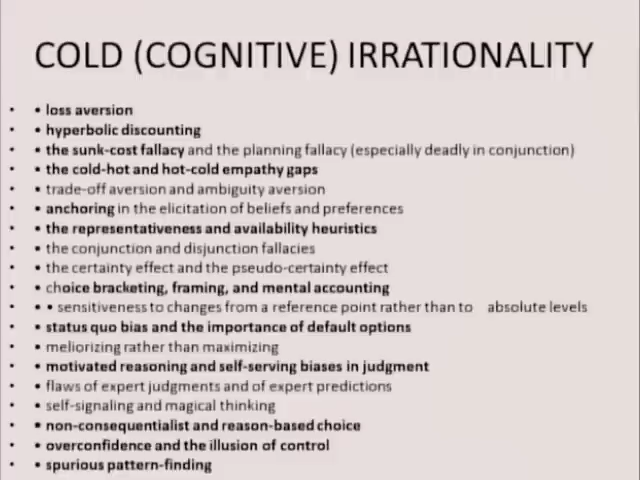 COLD (COGNITIVE) IRRATIONALITY
• • loss aversion
• • hyperbolic discounting
• • the sunk-cost fallacy and the planning fallacy (especially deadly in conjunction)
• • the cold-hot and hot-cold empathy gaps
• • trade-off aversion and ambiguity aversion
• • anchoring in the elicitation of beliefs and preferences
• • the representativeness and availability heuristics
• • the conjunction and disjunction fallacies
• • the certainty effect and the pseudo-certainty effect
• • choice bracketing, framing, and mental accounting
• • • sensitiveness to changes from a reference point rather than to absolute levels
• • status quo bias and the importance of default options
• • meliorizing rather than maximizing
• • motivated reasoning and self-serving biases in judgment
• • flaws of expert judgments and of expert predictions
• • self-signaling and magical thinking
• • non-consequentialist and reason-based choice
• • overconfidence and the illusion of control
• • spurious pattern-finding